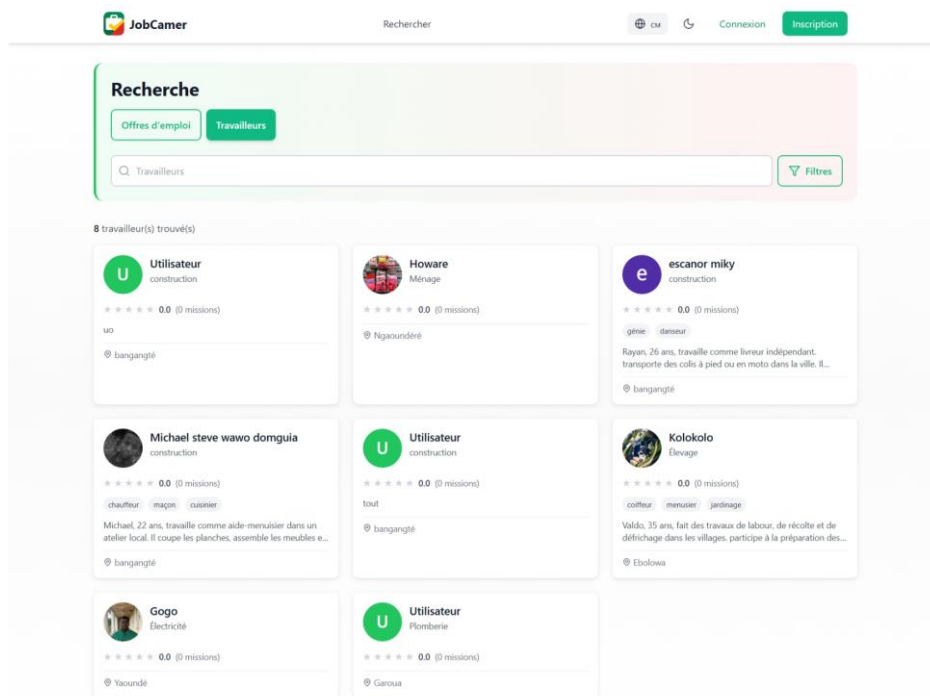 JobCamer
Rechercher
CM
Connexion
Inscription
Recherche
Offres d'emploi
Travailleurs
Travailleurs
Filtres
8 travailleur(s) trouvé(s)
U
Utilisateur
construction
0.0 (0 missions)
uo
bangangté
Howare
Ménage
0.0 (0 missions)
Ngaoundéré
e
escanor miky
construction
0.0 (0 missions)
génie danseur
Rayan, 26 ans, travaille comme livreur indépendant.
transporte des colis à pied ou en moto dans la ville. Il...
bangangté
Michael steve wawo domguia
construction
0.0 (0 missions)
chauffeur maçon cuisinier
Michael, 22 ans, travaille comme aide-menuisier dans un
atelier local. Il coupe les planches, assemble les meubles e...
bangangté
U
Utilisateur
construction
0.0 (0 missions)
tout
bangangté
Kolokolo
Élevage
0.0 (0 missions)
coiffeur menusier jardinage
Valdo, 35 ans, fait des travaux de labour, de récolte et de
défrichage dans les villages. participe à la préparation des...
Ebolowa
Gogo
Électricité
0.0 (0 missions)
Yaoundé
U
Utilisateur
Plomberie
0.0 (0 missions)
Garoua